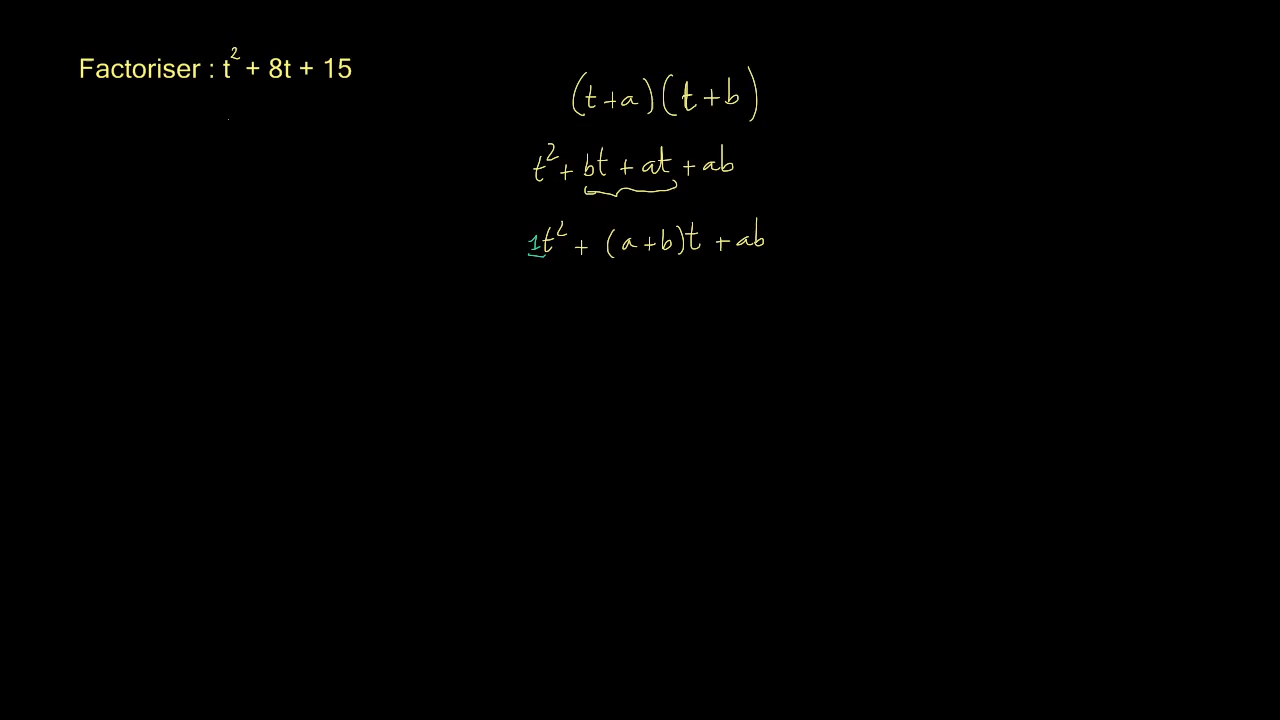 Factoriser : t² + 8t + 15
(t+a)(t+b)
t² + bt + at + ab
1t² + (a+b)t + ab